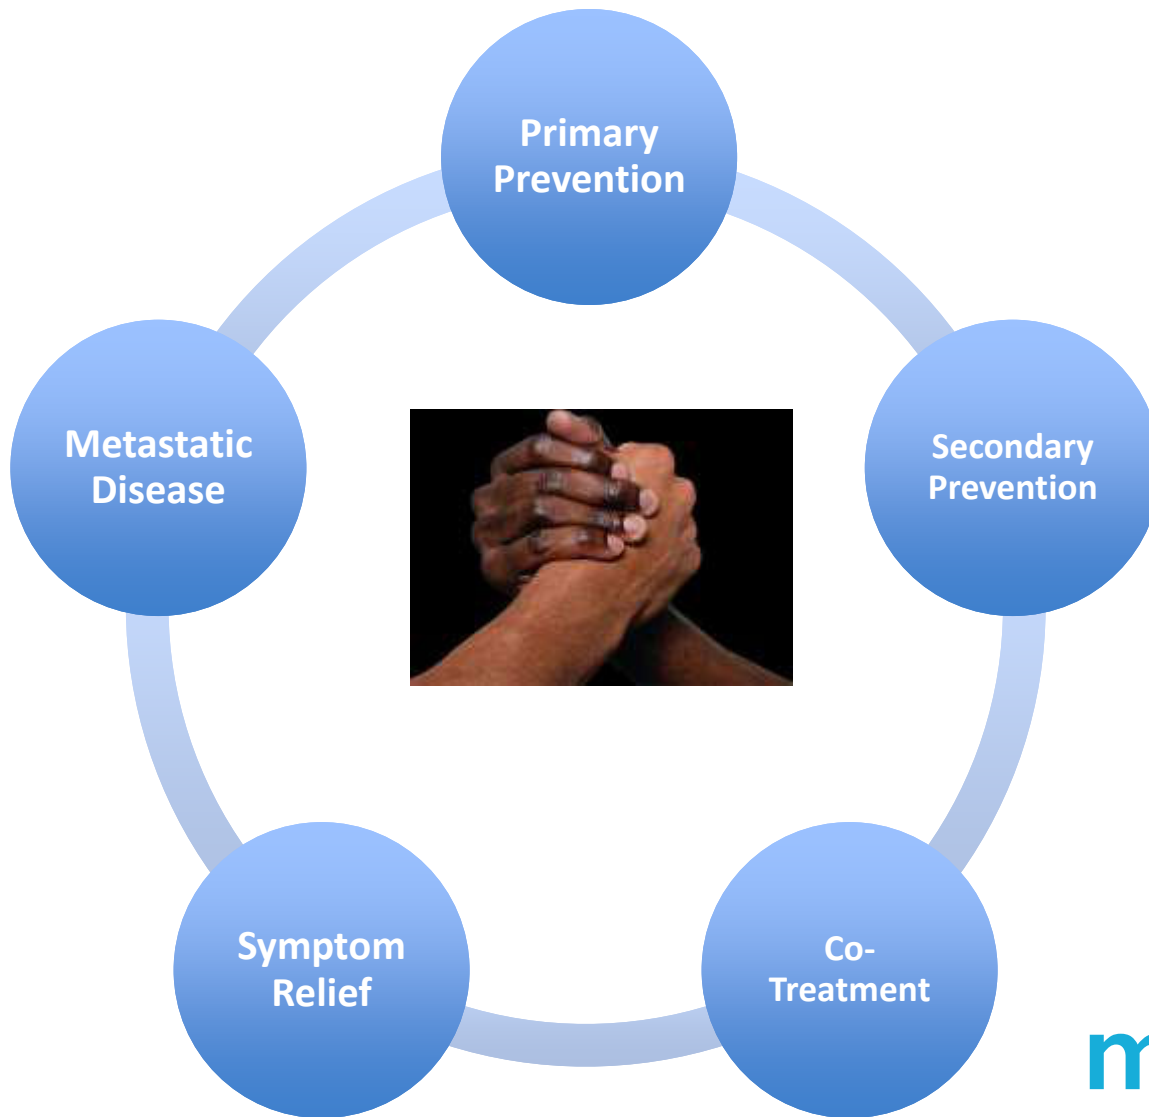 Primary
Prevention
Secondary
Prevention
Co-
Treatment
Symptom
Relief
Metastatic
Disease
m